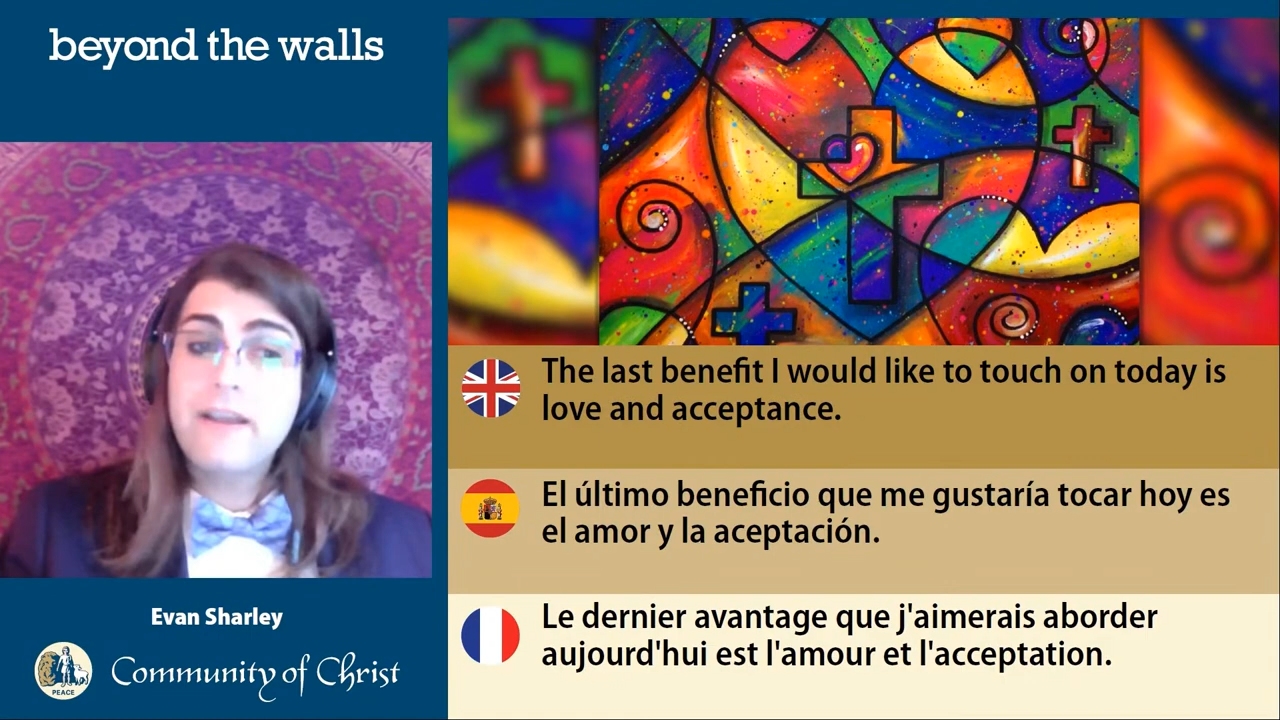 beyond the walls
The last benefit I would like to touch on today is
love and acceptance.
El último beneficio que me gustaría tocar hoy es
el amor y la aceptación.
Le dernier avantage que j'aimerais aborder
aujourd'hui est l'amour et l'acceptation.
Evan Sharley
PEACE
Community of Christ